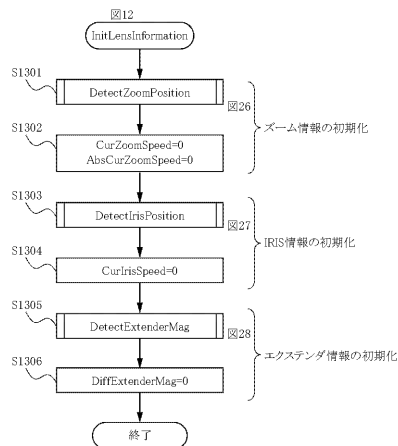 図12
InitLensInformation
S1301
DetectZoomPosition
図26
S1302
CurZoomSpeed=0
AbsCurZoomSpeed=0
ズーム情報の初期化
S1303
DetectIrisPosition
図27
S1304
CurIrisSpeed=0
IRIS情報の初期化
S1305
DetectExtenderMag
図28
S1306
DiffExtenderMag=0
エクステンダ情報の初期化
終了